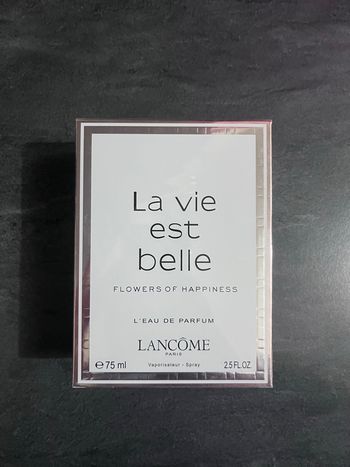 La vie
est
belle
FLOWERS OF HAPPINESS
L'EAU DE PARFUM
LANCÔME
PARIS
℮ 75 ml Vaporisateur - Spray 2.5 FL.OZ.